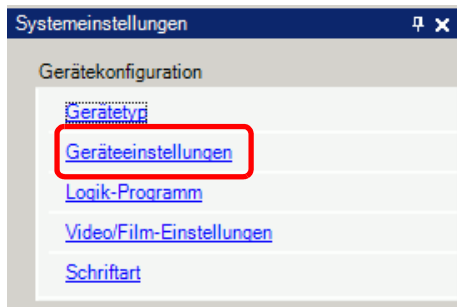 Systemeinstellungen
Gerätekonfiguration
Gerätetyp
Geräteeinstellungen
Logik-Programm
Video/Film-Einstellungen
Schriftart